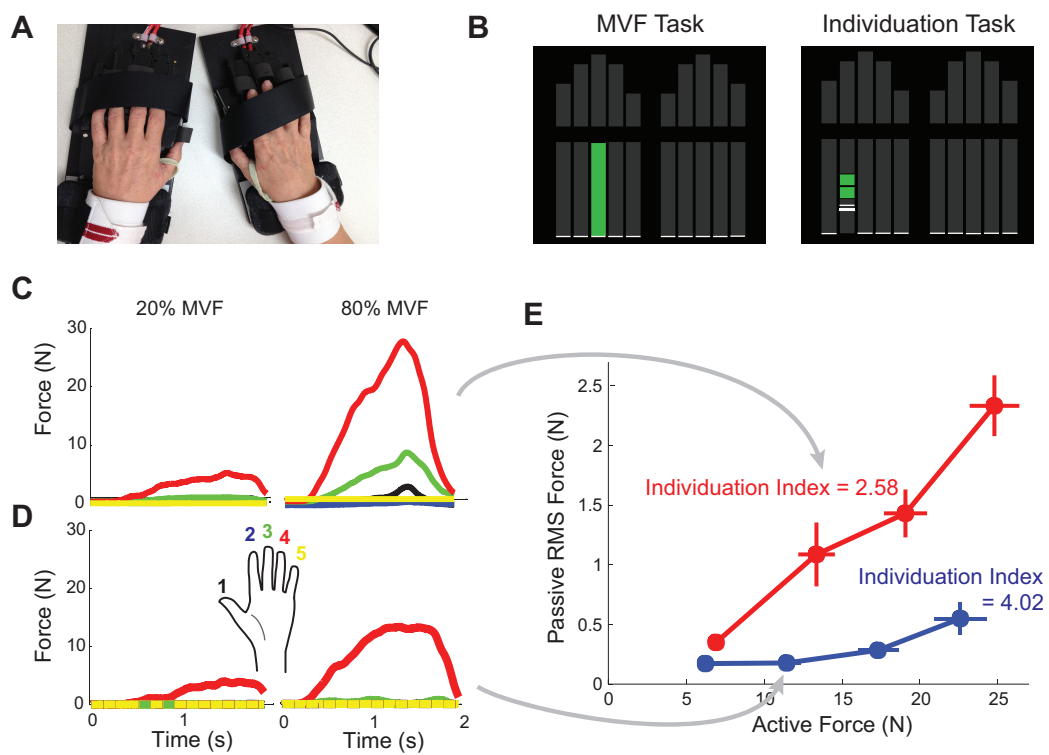 A
B
MVF Task
Individuation Task
C
20% MVF
80% MVF
Force (N)
30
20
10
0
D
Force (N)
30
20
10
0
1
2
3
4
5
0
1
Time (s)
0
1
2
Time (s)
E
Passive RMS Force (N)
2.5
2
1.5
1
0.5
0
Individuation Index = 2.58
Individuation Index
= 4.02
0
5
10
15
20
25
Active Force (N)